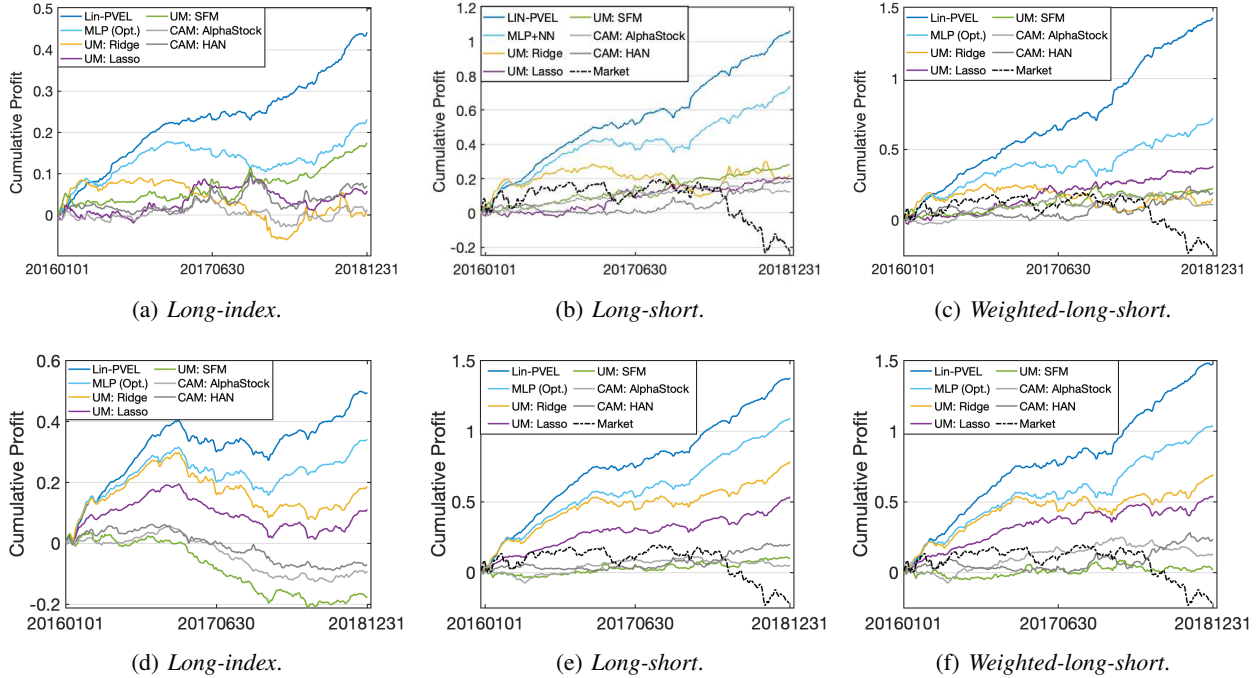 0.5
0.4
0.3
0.2
0.1
0
Cumulative Profit
Lin-PVEL
MLP (Opt.)
UM: Ridge
UM: Lasso
UM: SFM
CAM: AlphaStock
CAM: HAN
20160101 20170630 20181231
(a) Long-index.
1.2
1
0.8
0.6
0.4
0.2
0
-0.2
Cumulative Profit
LIN-PVEL
MLP+NN
UM: Ridge
UM: Lasso
UM: SFM
CAM: AlphaStock
CAM: HAN
Market
20160101 20170630 20181231
(b) Long-short.
1.5
1
0.5
0
Cumulative Profit
Lin-PVEL
MLP (Opt.)
UM: Ridge
UM: Lasso
UM: SFM
CAM: AlphaStock
CAM: HAN
Market
20160101 20170630 20181231
(c) Weighted-long-short.
0.6
0.4
0.2
0
-0.2
Cumulative Profit
Lin-PVEL
MLP (Opt.)
UM: Ridge
UM: Lasso
UM: SFM
CAM: AlphaStock
CAM: HAN
20160101 20170630 20181231
(d) Long-index.
1.5
1
0.5
0
Cumulative Profit
Lin-PVEL
MLP (Opt.)
UM: Ridge
UM: Lasso
UM: SFM
CAM: AlphaStock
CAM: HAN
Market
20160101 20170630 20181231
(e) Long-short.
1.5
1
0.5
0
Cumulative Profit
Lin-PVEL
MLP (Opt.)
UM: Ridge
UM: Lasso
UM: SFM
CAM: AlphaStock
CAM: HAN
Market
20160101 20170630 20181231
(f) Weighted-long-short.